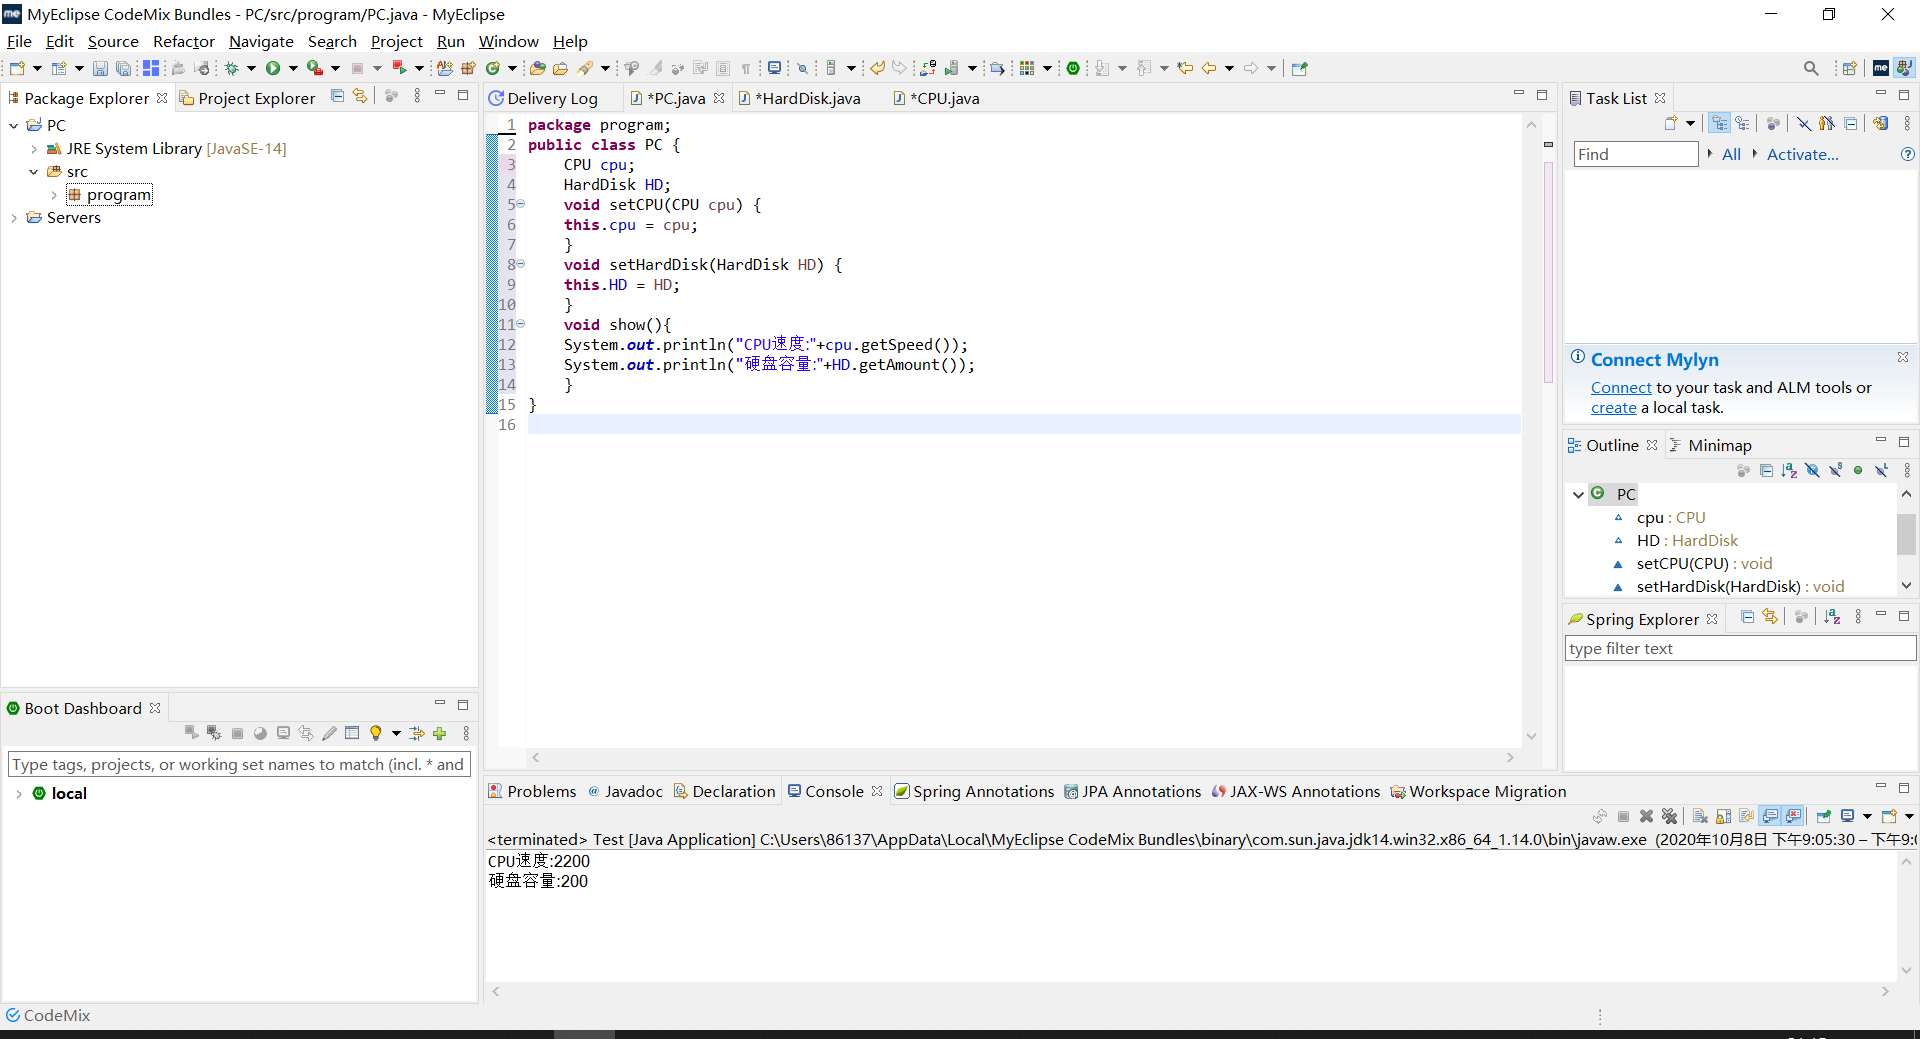 MyEclipse CodeMix Bundles - PC/src/program/PC.java - MyEclipse
File Edit Source Refactor Navigate Search Project Run Window Help
Package Explorer Project Explorer
PC
JRE System Library [JavaSE-14]
src
program
Servers
Delivery Log *PC.java *HardDisk.java *CPU.java
1 package program;
2 public class PC {
3 CPU cpu;
4 HardDisk HD;
5 void setCPU(CPU cpu) {
6 this.cpu = cpu;
7 }
8 void setHardDisk(HardDisk HD) {
9 this.HD = HD;
10 }
11 void show(){
12 System.out.println("CPU速度:"+cpu.getSpeed());
13 System.out.println("硬盘容量:"+HD.getAmount());
14 }
15 }
16
Task List
Find All Activate...
Connect Mylyn
Connect to your task and ALM tools or
create a local task.
Outline Minimap
PC
cpu : CPU
HD : HardDisk
setCPU(CPU) : void
setHardDisk(HardDisk) : void
Spring Explorer
type filter text
Boot Dashboard
Type tags, projects, or working set names to match (incl. * and
local
Problems Javadoc Declaration Console Spring Annotations JPA Annotations JAX-WS Annotations Workspace Migration
<terminated> Test [Java Application] C:\Users\86137\AppData\Local\MyEclipse CodeMix Bundles\binary\com.sun.java.jdk14.win32.x86_64_1.14.0\bin\javaw.exe (2020年10月8日 下午9:05:30 – 下午9:0
CPU速度:2200
硬盘容量:200
CodeMix